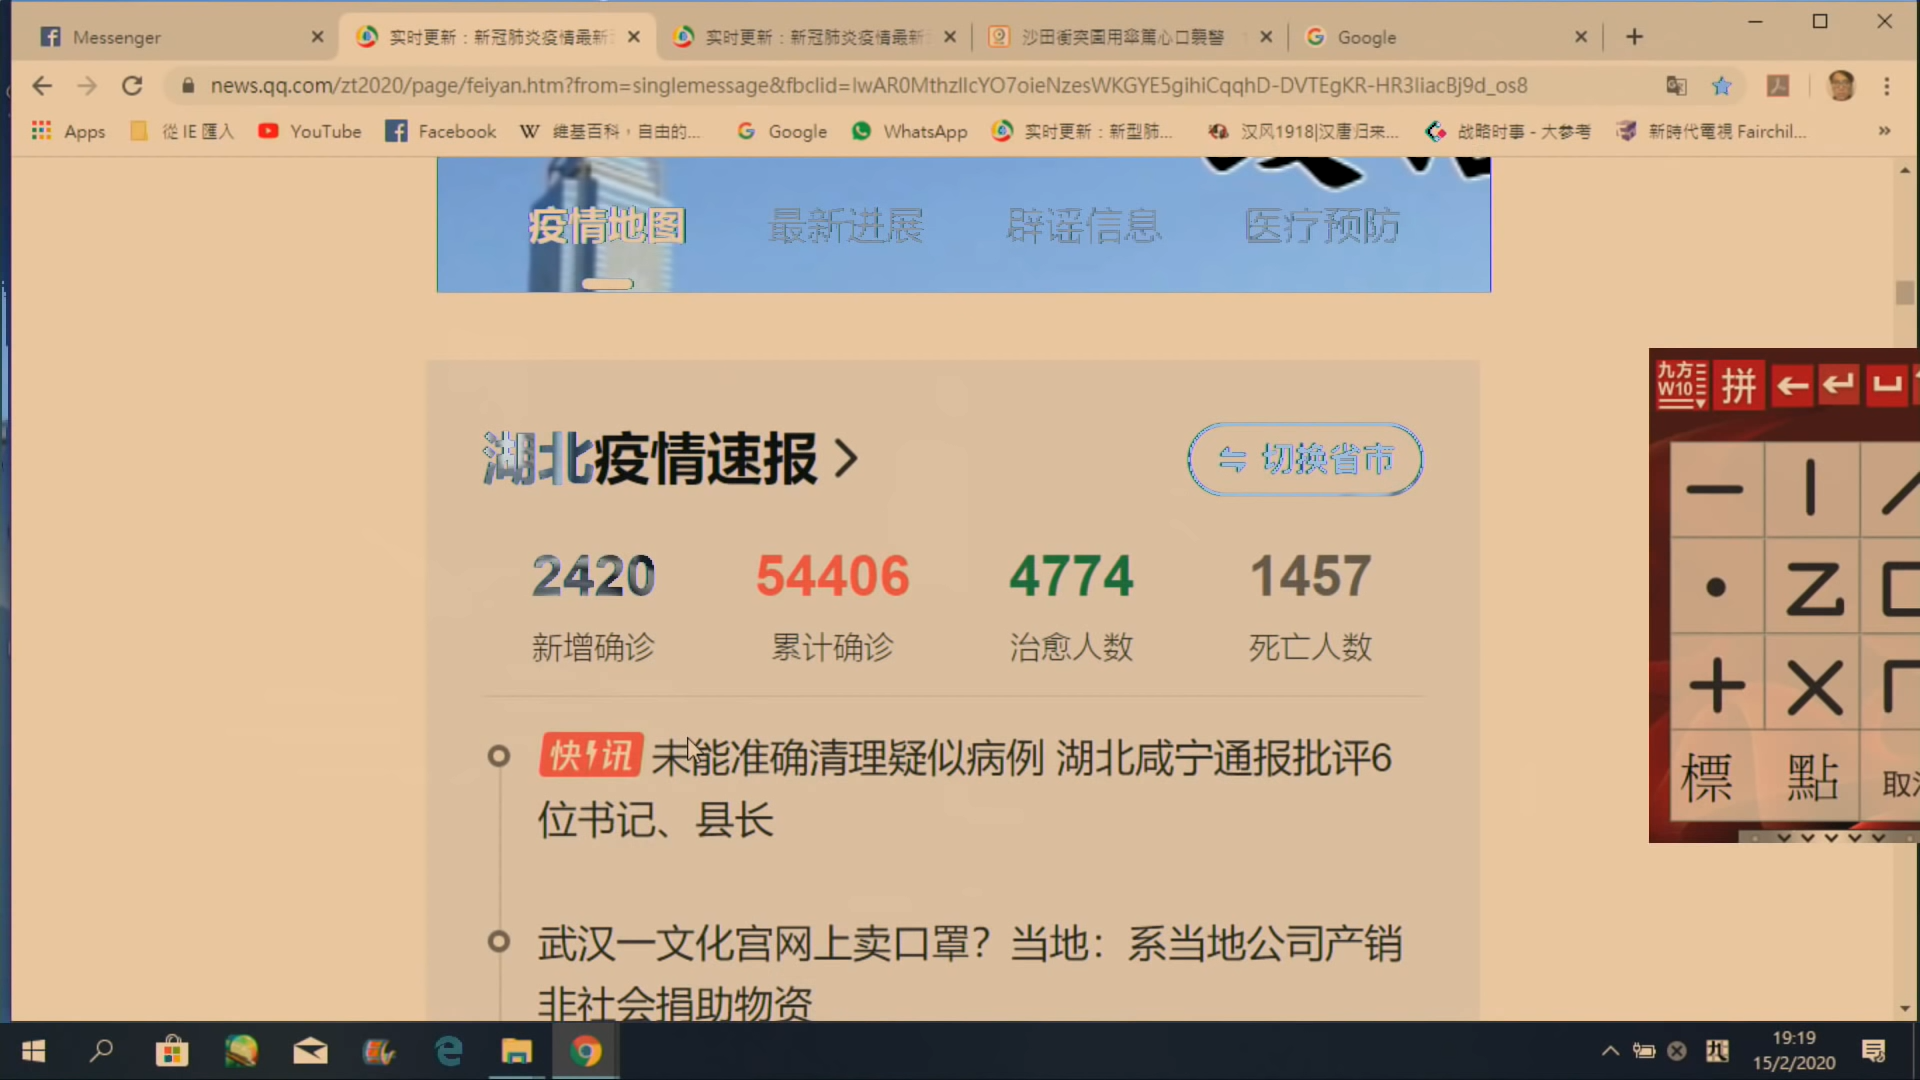 Messenger
实时更新：新冠肺炎疫情最新
实时更新：新冠肺炎疫情最新
沙田衝突國用傘篤心口襲警
Google
news.qq.com/zt2020/page/feiyan.htm?from=singlemessage&fbclid=IwAR0MthzlIcYO7oieNzesWKGYE5gihiCqqhD-DVTEgKR-HR3IiacBj9d_os8
Apps
從 IE 匯入
YouTube
Facebook
W 維基百科，自由的...
Google
WhatsApp
实时更新：新型肺...
汉风1918|汉唐归来...
战略时事 - 大参考
新時代電視 Fairchil...
»
疫情地图
最新进展
辟谣信息
医疗预防
湖北疫情速报 >
切换省市
2420
54406
4774
1457
新增确诊
累计确诊
治愈人数
死亡人数
快讯 未能准确清理疑似病例 湖北咸宁通报批评6
位书记、县长
武汉一文化宫网上卖口罩？当地：系当地公司产销
非社会捐助物资
九方
W10
拼
標
點
取
19:19
15/2/2020